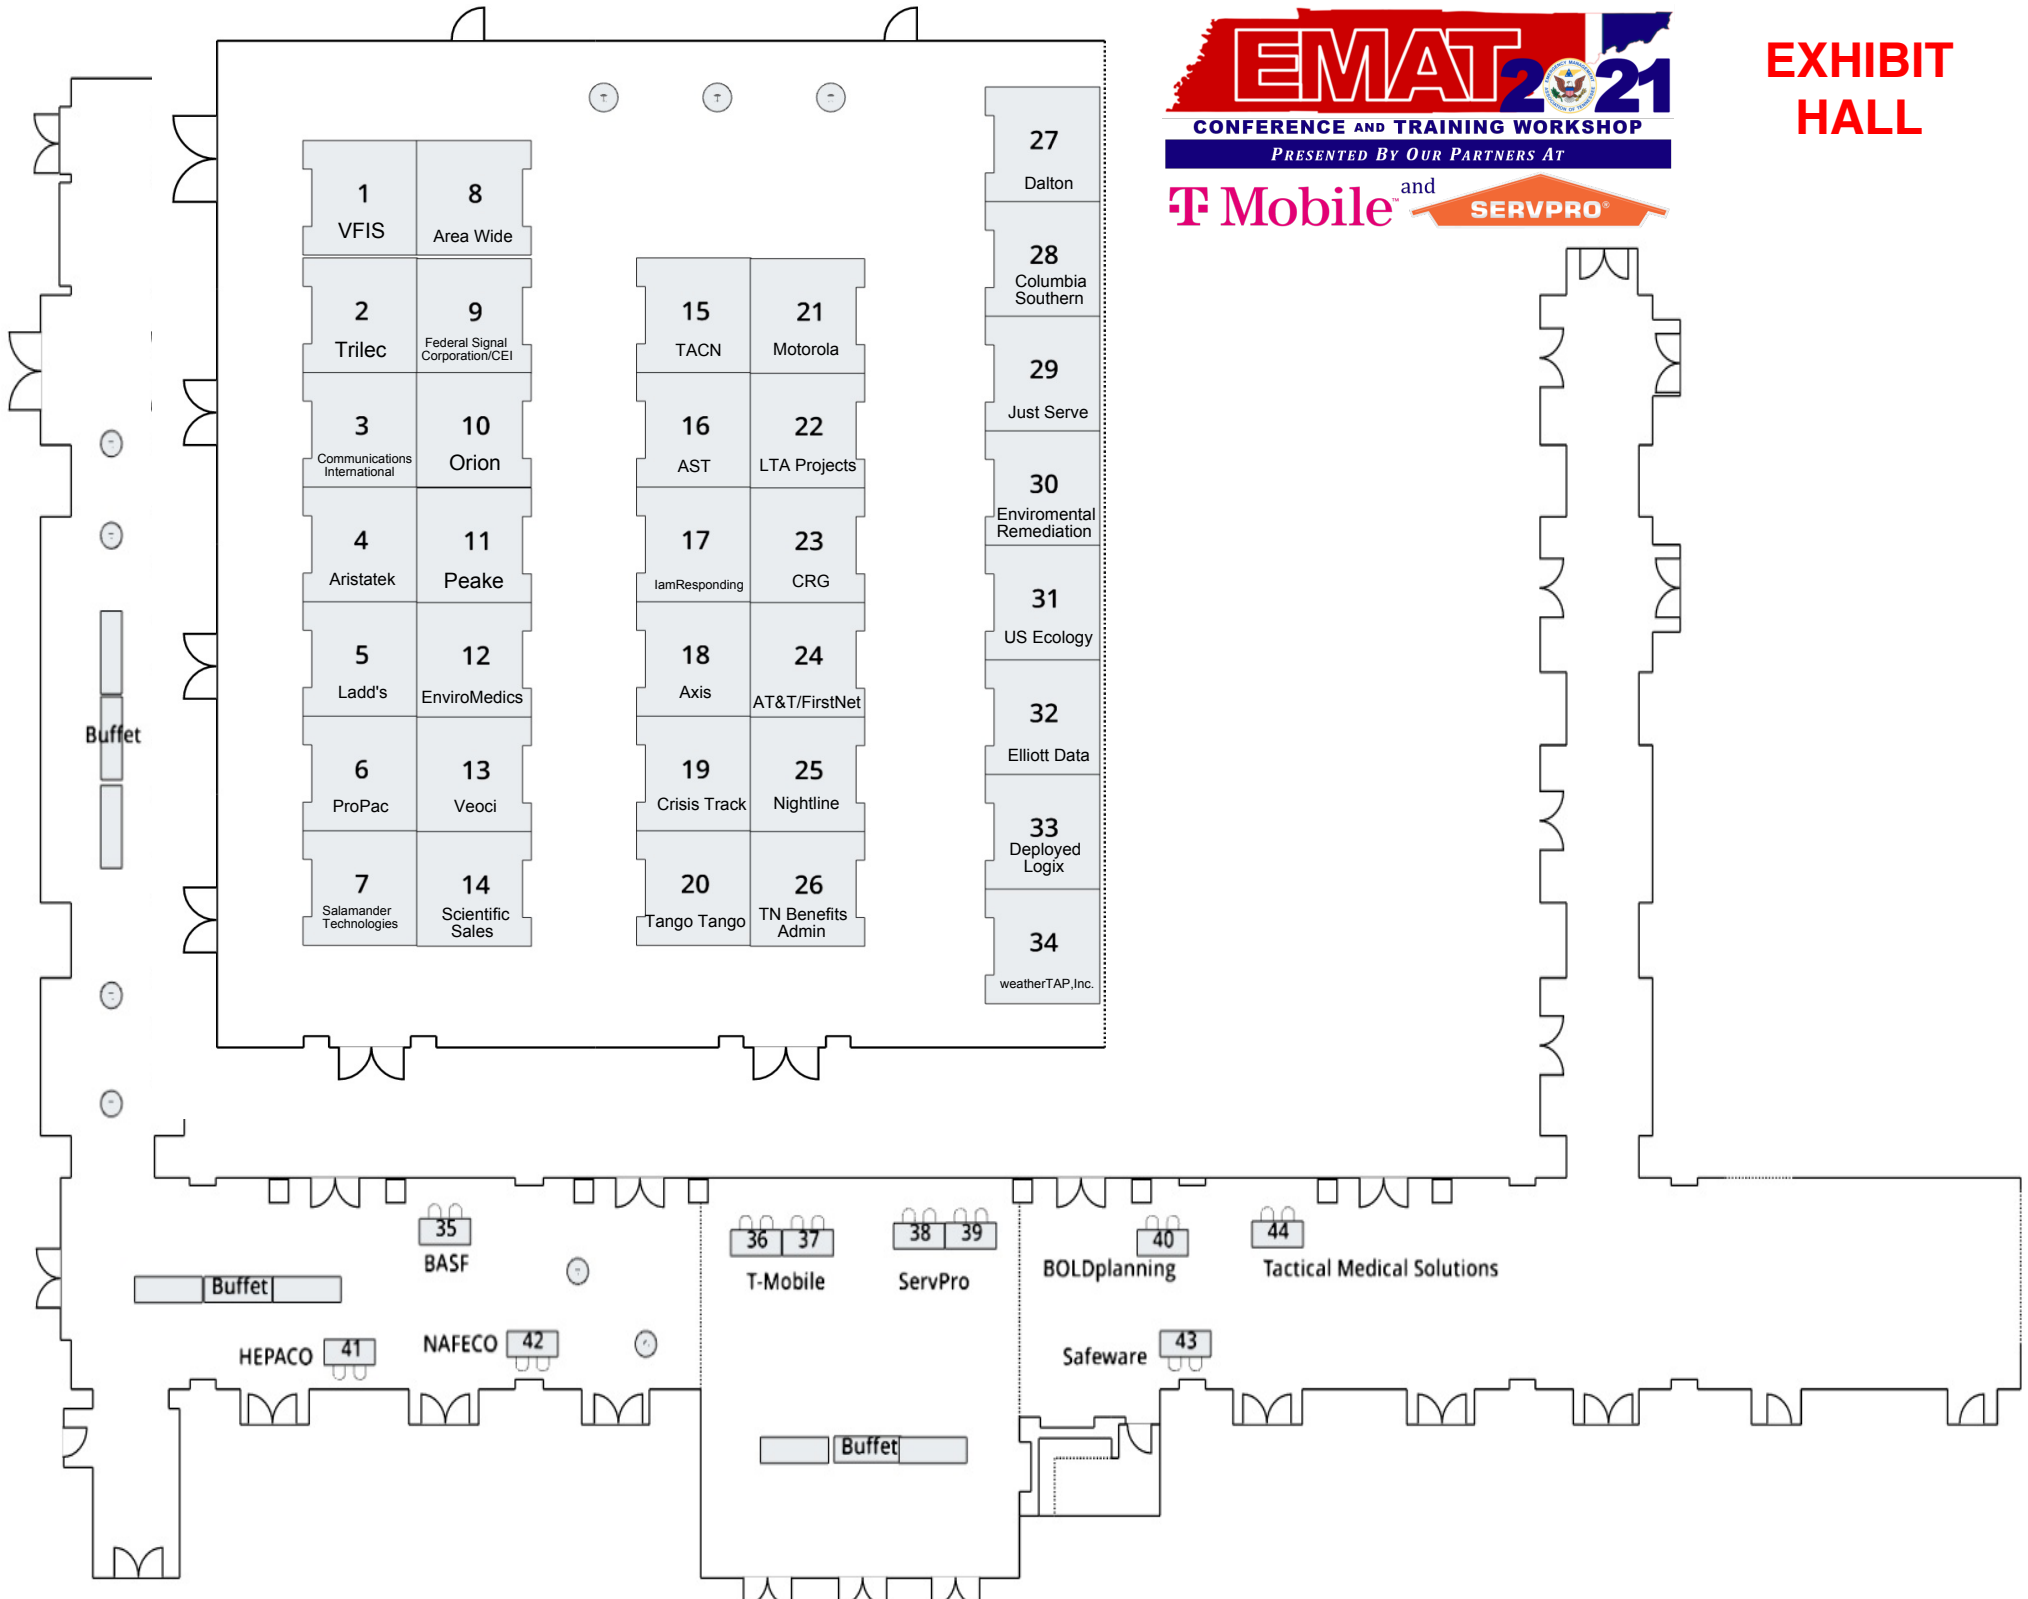 EMAT
2021
CONFERENCE AND TRAINING WORKSHOP
PRESENTED BY OUR PARTNERS AT
T Mobile™ and SERVPRO®
EXHIBIT
HALL
1
VFIS
8
Area Wide
2
Trilec
9
Federal Signal
Corporation/CEI
3
Communications
International
10
Orion
4
Aristatek
11
Peake
5
Ladd's
12
EnviroMedics
6
ProPac
13
Veoci
7
Salamander
Technologies
14
Scientific
Sales
15
TACN
21
Motorola
16
AST
22
LTA Projects
17
IamResponding
23
CRG
18
Axis
24
AT&T/FirstNet
19
Crisis Track
25
Nightline
20
Tango Tango
26
TN Benefits
Admin
27
Dalton
28
Columbia
Southern
29
Just Serve
30
Enviromental
Remediation
31
US Ecology
32
Elliott Data
33
Deployed
Logix
34
weatherTAP,Inc.
Buffet
35
BASF
36 37
T-Mobile
38 39
ServPro
40
BOLDplanning
44
Tactical Medical Solutions
Buffet
HEPACO 41
NAFECO 42
Safeware 43
Buffet